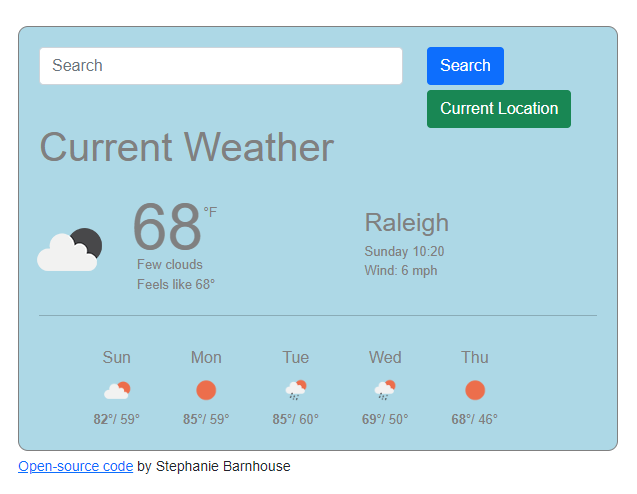 Search
Search
Current Location
Current Weather
68 °F
Few clouds
Feels like 68°
Raleigh
Sunday 10:20
Wind: 6 mph
Sun Mon Tue Wed Thu
82°/ 59° 85°/ 59° 85°/ 60° 69°/ 50° 68°/ 46°
Open-source code by Stephanie Barnhouse